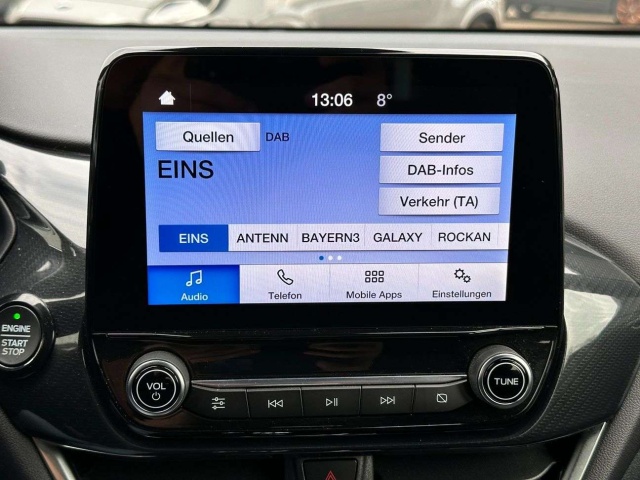 13:06 8°
Quellen DAB Sender
EINS
DAB-Infos
Verkehr (TA)
EINS ANTENN BAYERN3 GALAXY ROCKAN
Audio Telefon Mobile Apps Einstellungen
ENGINE
START
STOP
VOL
TUNE